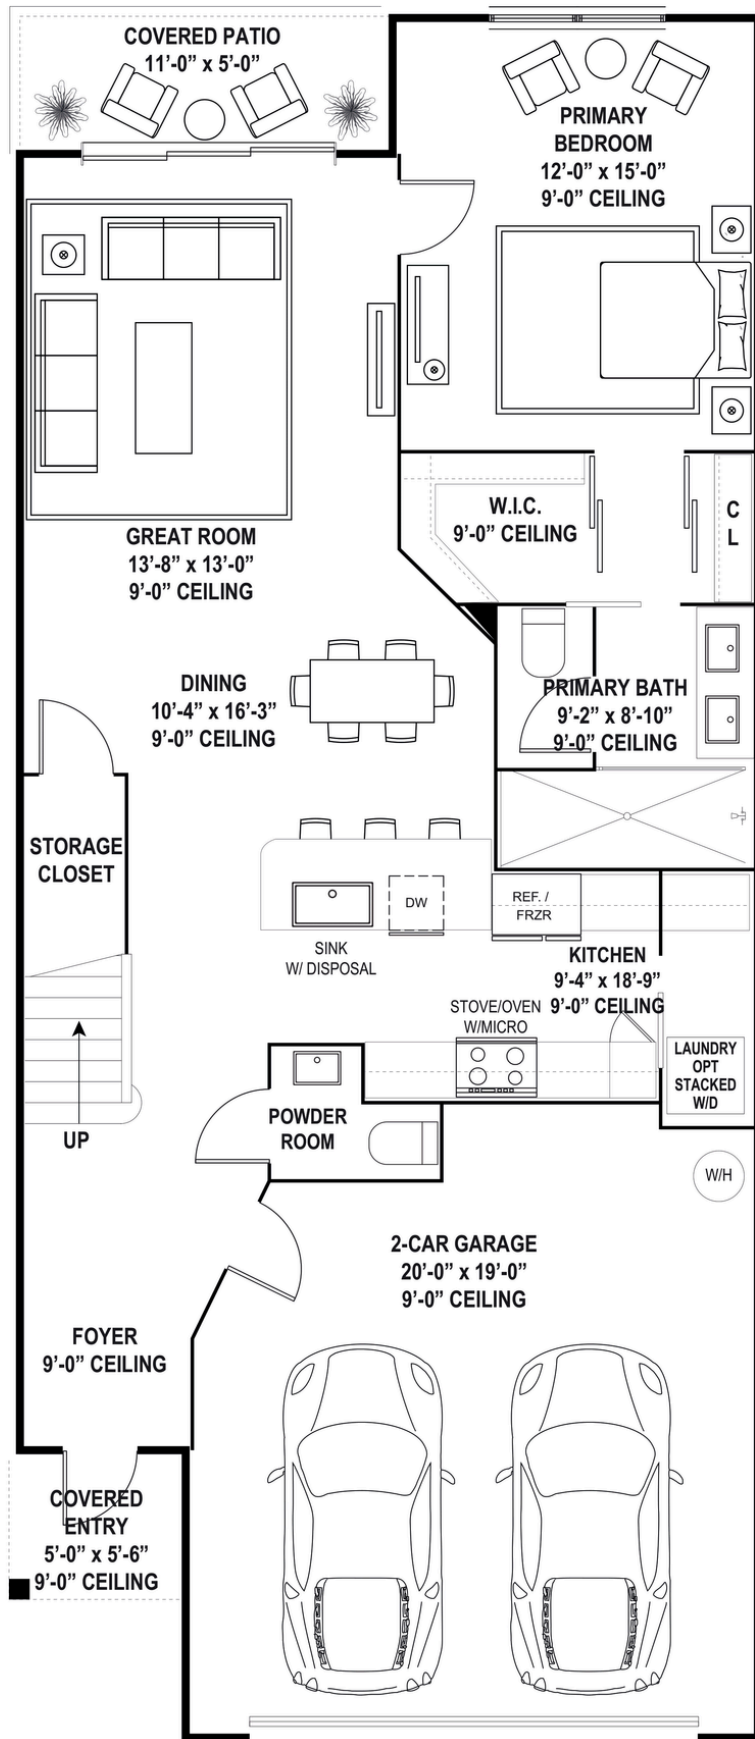 COVERED PATIO
11’-0” x 5’-0”
PRIMARY
BEDROOM
12’-0” x 15’-0”
9’-0” CEILING
GREAT ROOM
13’-8” x 13’-0”
9’-0” CEILING
W.I.C.
9’-0” CEILING
C
L
DINING
10’-4” x 16’-3”
9’-0” CEILING
PRIMARY BATH
9’-2” x 8’-10”
9’-0” CEILING
STORAGE
CLOSET
SINK
W/ DISPOSAL
DW
REF. /
FRZR
KITCHEN
9’-4” x 18’-9”
9’-0” CEILING
STOVE/OVEN
W/MICRO
LAUNDRY
OPT
STACKED
W/D
UP
POWDER
ROOM
W/H
2-CAR GARAGE
20’-0” x 19’-0”
9’-0” CEILING
FOYER
9’-0” CEILING
COVERED
ENTRY
5’-0” x 5’-6”
9’-0” CEILING